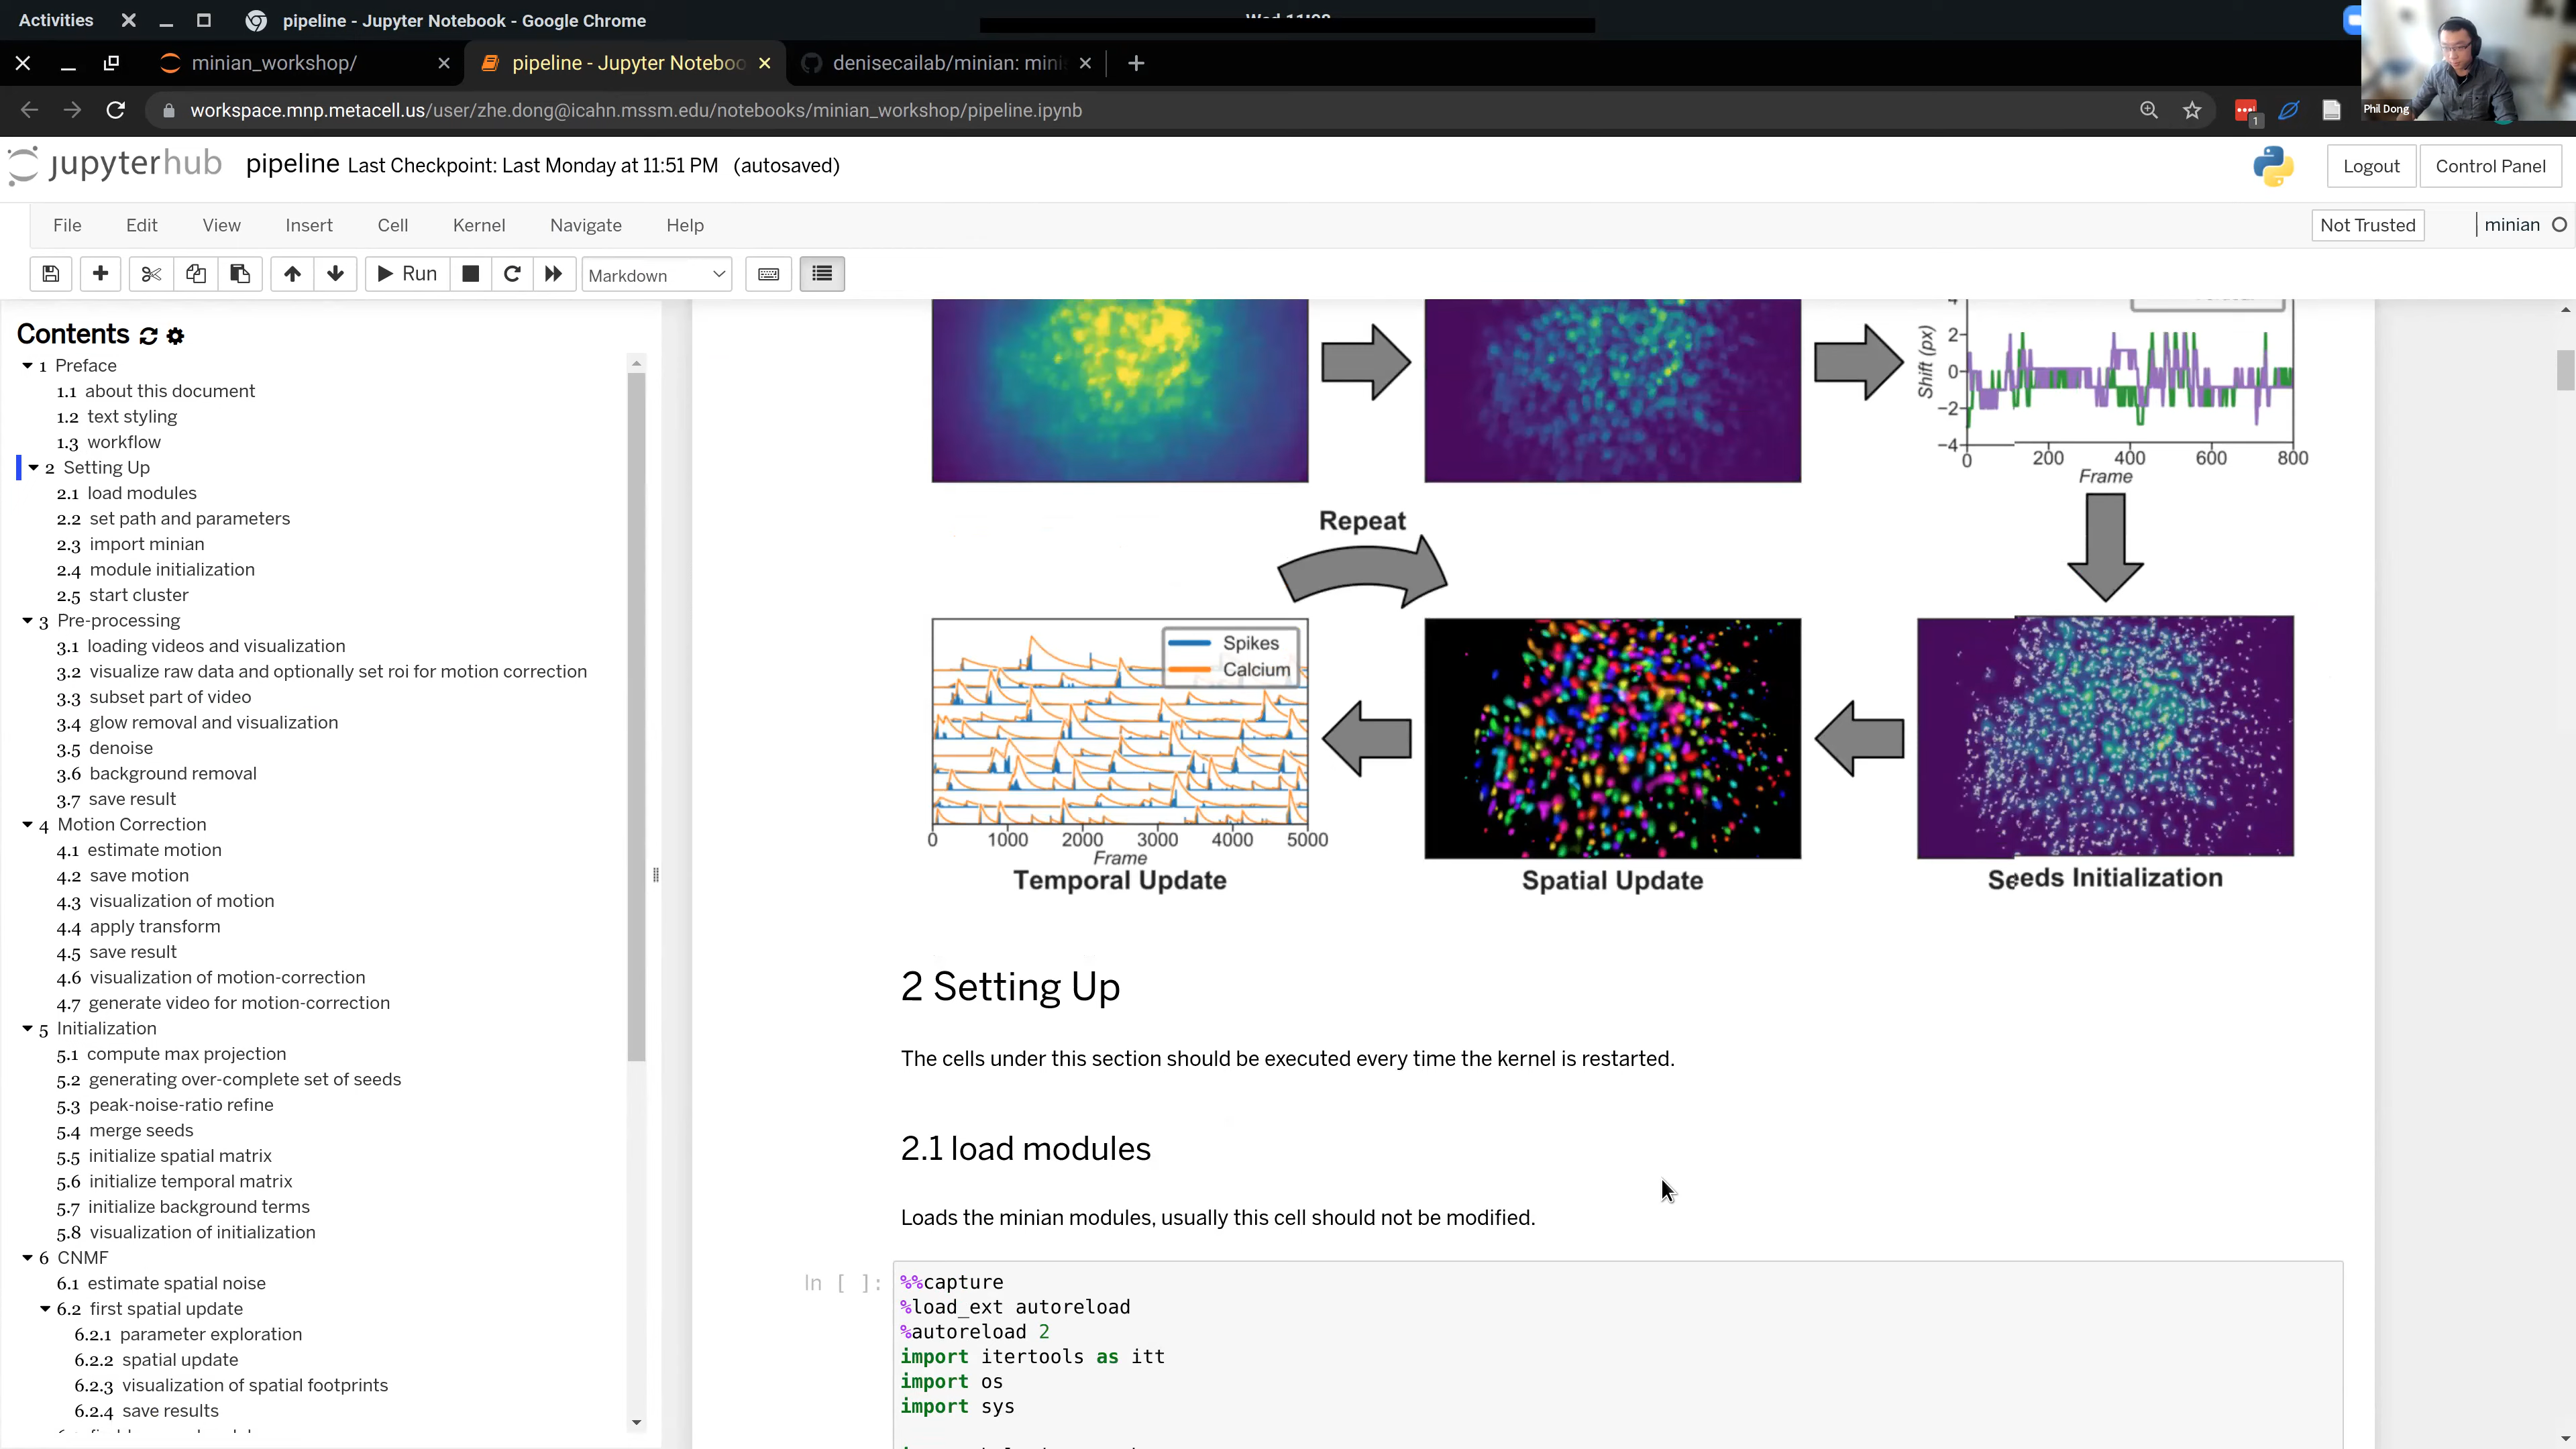 Activities
pipeline - Jupyter Notebook - Google Chrome
minian_workshop/
pipeline - Jupyter Noteboo
denisecailab/minian: mini
workspace.mnp.metacell.us/user/zhe.dong@icahn.mssm.edu/notebooks/minian_workshop/pipeline.ipynb
1
Phil Dong
jupyterhub
pipeline Last Checkpoint: Last Monday at 11:51 PM (autosaved)
Logout
Control Panel
File
Edit
View
Insert
Cell
Kernel
Navigate
Help
Not Trusted
minian
Run
Markdown
Contents
1 Preface
1.1 about this document
1.2 text styling
1.3 workflow
2 Setting Up
2.1 load modules
2.2 set path and parameters
2.3 import minian
2.4 module initialization
2.5 start cluster
3 Pre-processing
3.1 loading videos and visualization
3.2 visualize raw data and optionally set roi for motion correction
3.3 subset part of video
3.4 glow removal and visualization
3.5 denoise
3.6 background removal
3.7 save result
4 Motion Correction
4.1 estimate motion
4.2 save motion
4.3 visualization of motion
4.4 apply transform
4.5 save result
4.6 visualization of motion-correction
4.7 generate video for motion-correction
5 Initialization
5.1 compute max projection
5.2 generating over-complete set of seeds
5.3 peak-noise-ratio refine
5.4 merge seeds
5.5 initialize spatial matrix
5.6 initialize temporal matrix
5.7 initialize background terms
5.8 visualization of initialization
6 CNMF
6.1 estimate spatial noise
6.2 first spatial update
6.2.1 parameter exploration
6.2.2 spatial update
6.2.3 visualization of spatial footprints
6.2.4 save results
Shift (px)
2
0
−2
−4
0 200 400 600 800
Frame
Repeat
Spikes
Calcium
0 1000 2000 3000 4000 5000
Frame
Temporal Update
Spatial Update
Seeds Initialization
2 Setting Up
The cells under this section should be executed every time the kernel is restarted.
2.1 load modules
Loads the minian modules, usually this cell should not be modified.
In [ ]:
%%capture
%load_ext autoreload
%autoreload 2
import itertools as itt
import os
import sys